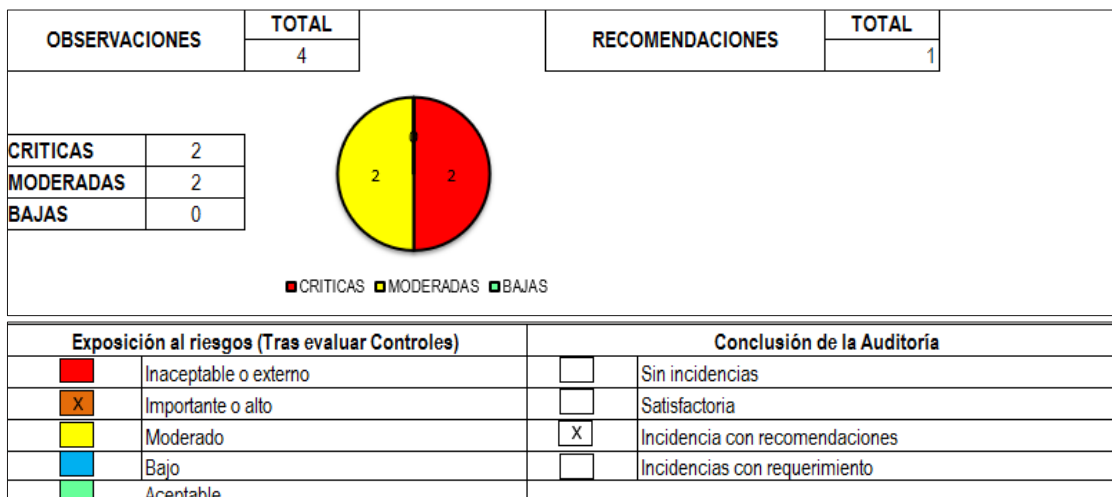 OBSERVACIONES TOTAL
4
RECOMENDACIONES TOTAL
1
CRITICAS 2
MODERADAS 2
BAJAS 0
0
2 2
CRITICAS MODERADAS BAJAS
Exposición al riesgos (Tras evaluar Controles) Conclusión de la Auditoría
Inaceptable o externo Sin incidencias
X Importante o alto Satisfactoria
Moderado X Incidencia con recomendaciones
Bajo Incidencias con requerimiento
Aceptable